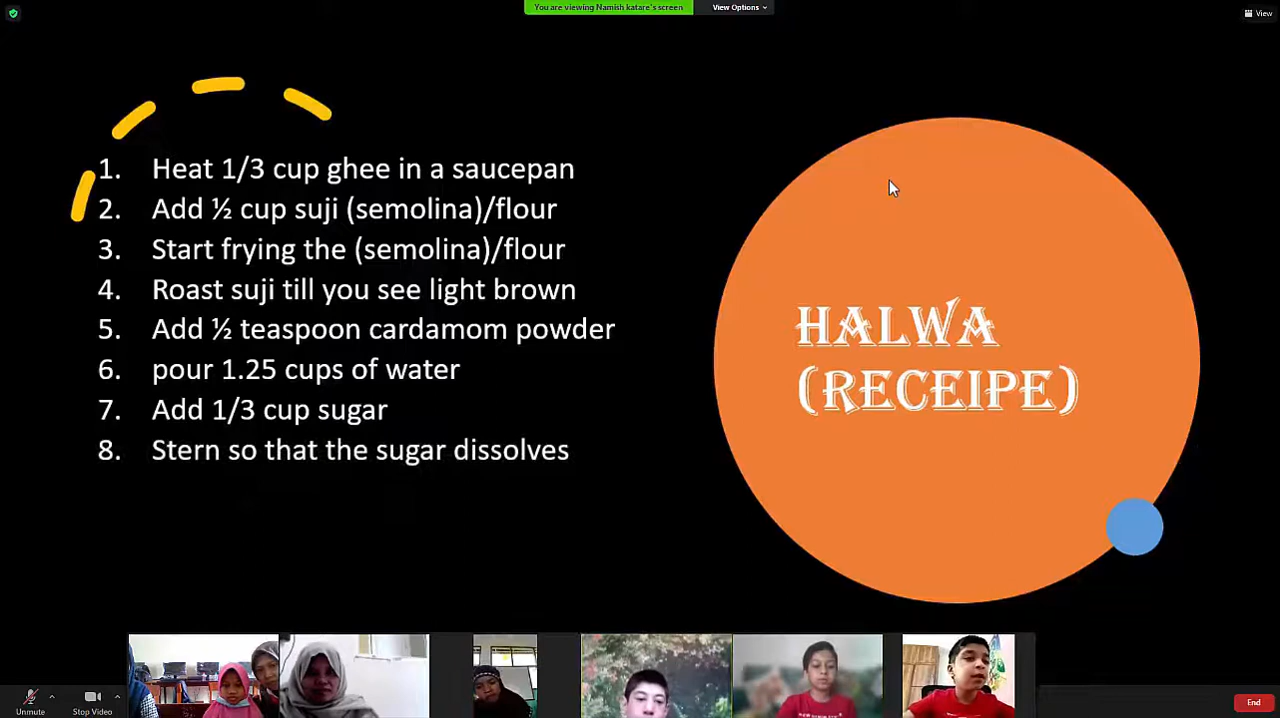 You are viewing Namish katare's screen
View Options
View
1. Heat 1/3 cup ghee in a saucepan
2. Add ½ cup suji (semolina)/flour
3. Start frying the (semolina)/flour
4. Roast suji till you see light brown
5. Add ½ teaspoon cardamom powder
6. pour 1.25 cups of water
7. Add 1/3 cup sugar
8. Stern so that the sugar dissolves
HALWA
(RECEIPE)
Unmute
Stop Video
End